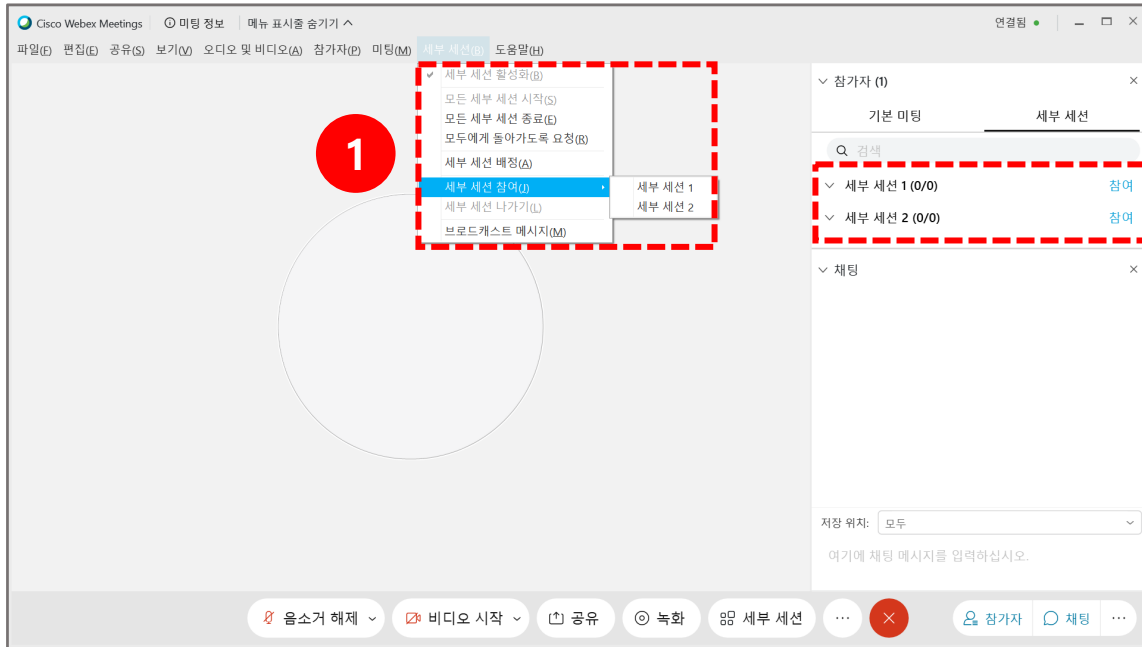 Cisco Webex Meetings ⓘ 미팅 정보 메뉴 표시줄 숨기기 연결됨
파일(F) 편집(E) 공유(S) 보기(V) 오디오 및 비디오(A) 참가자(P) 미팅(M) 세부 세션(B) 도움말(H)
세부 세션 활성화(B)
모든 세부 세션 시작(S)
모든 세부 세션 종료(E)
모두에게 돌아가도록 요청(R)
세부 세션 배정(A)
세부 세션 참여(J)
세부 세션 나가기(L)
브로드캐스트 메시지(M)
세부 세션 1
세부 세션 2
1
참가자 (1)
기본 미팅 세부 세션
검색
세부 세션 1 (0/0) 참여
세부 세션 2 (0/0) 참여
채팅
저장 위치: 모두
여기에 채팅 메시지를 입력하십시오.
음소거 해제 비디오 시작 공유 녹화 세부 세션 ... 참가자 채팅 ...